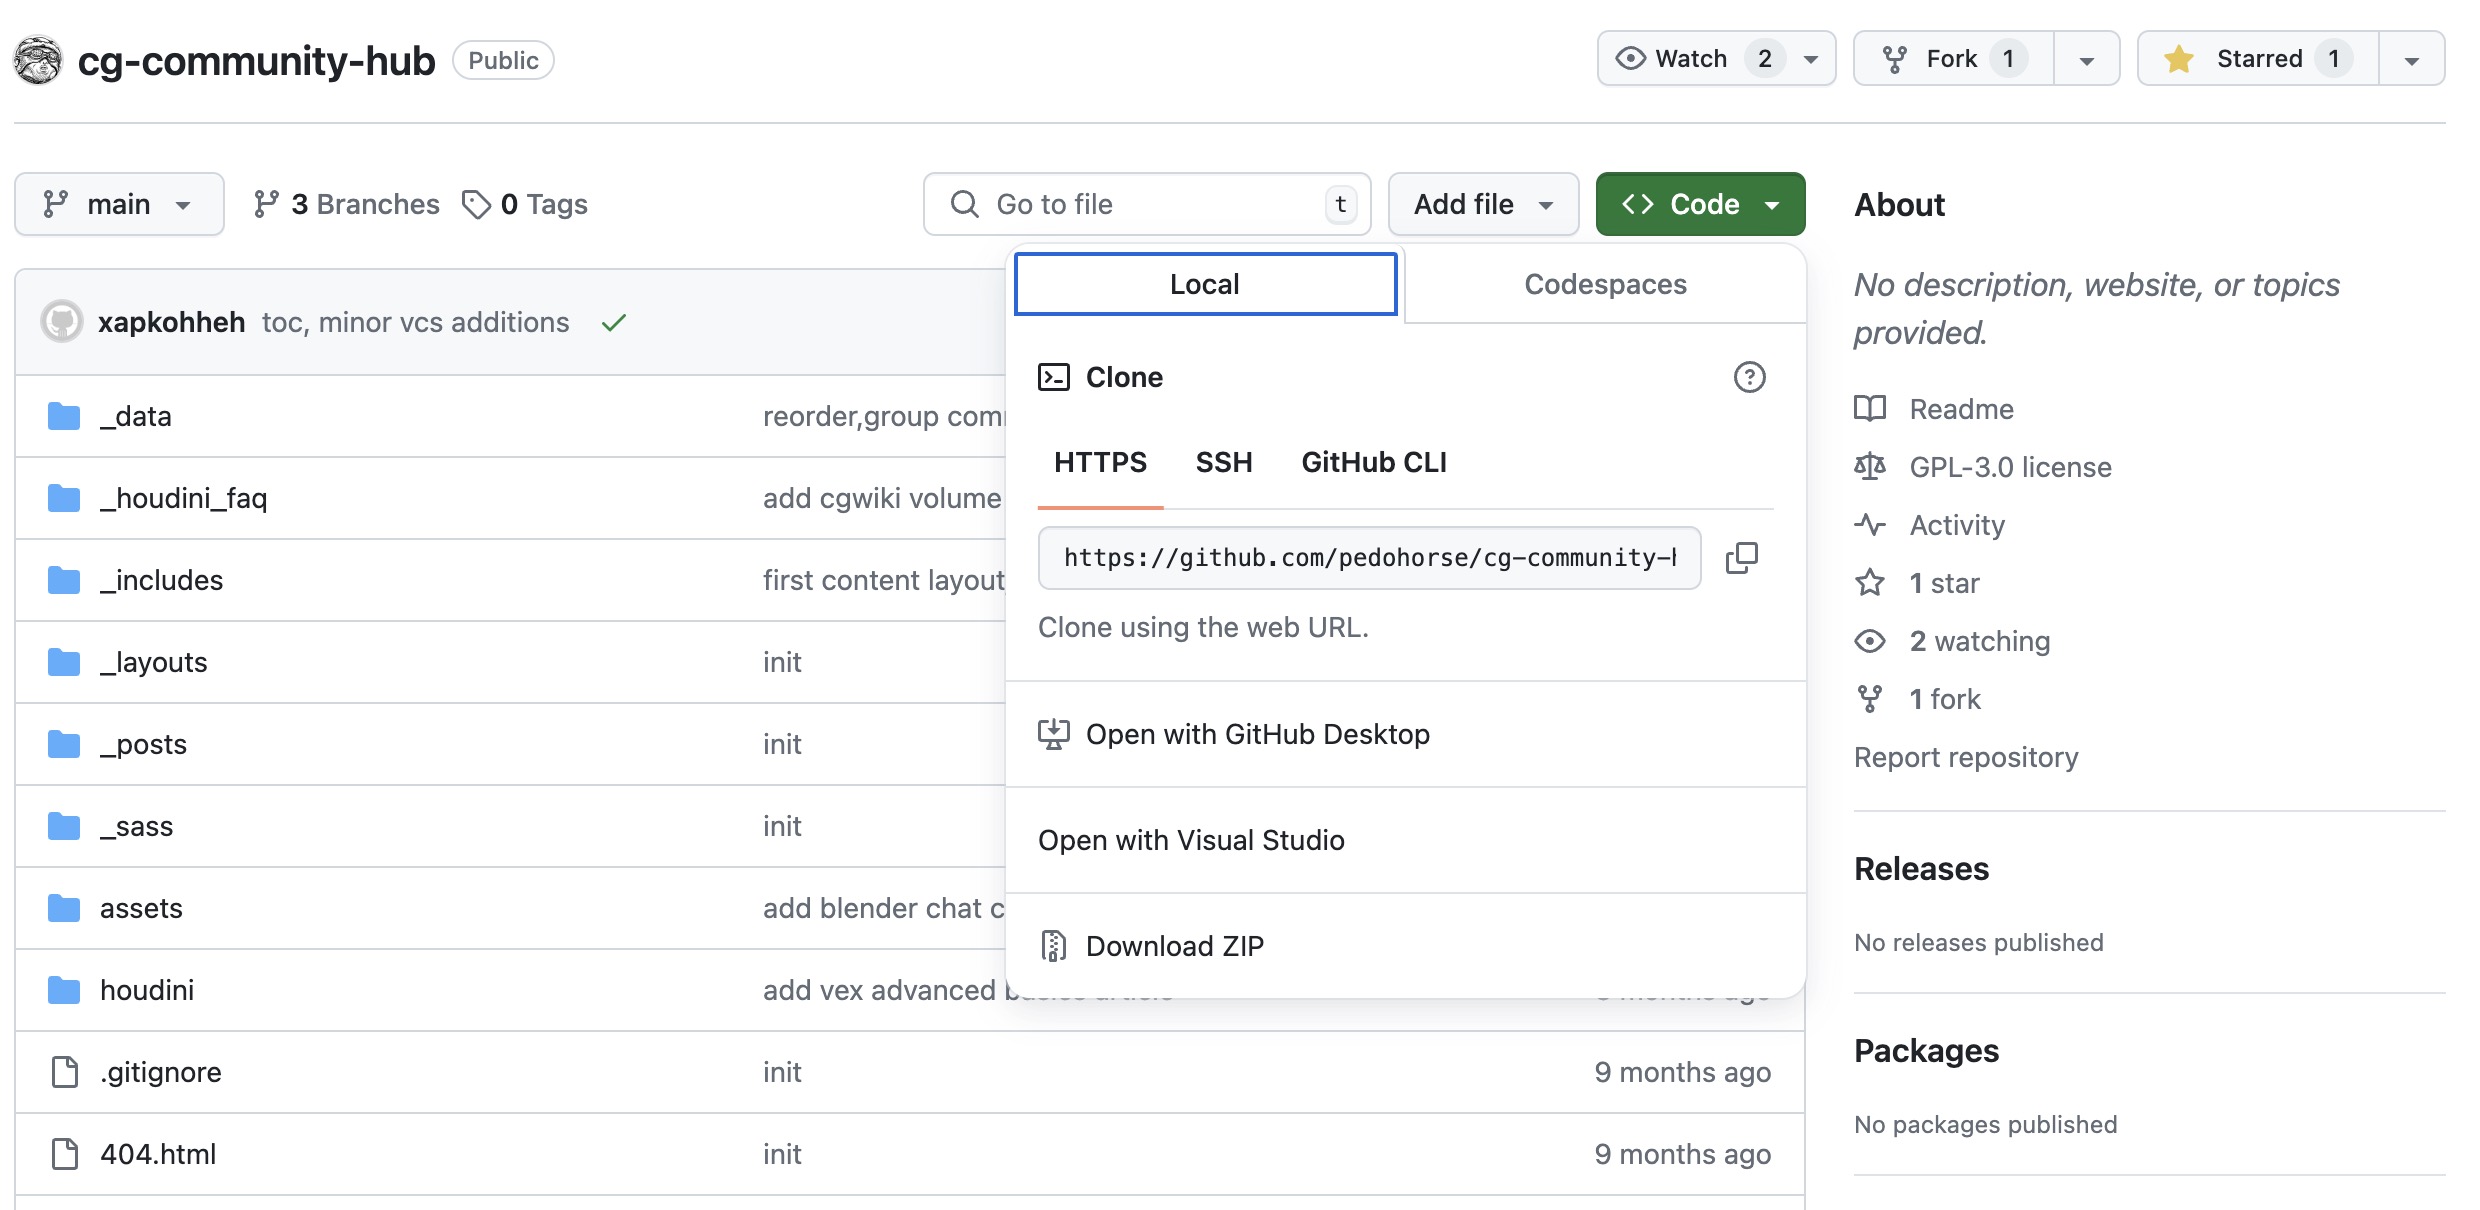 cg-community-hub Public
Watch 2
Fork 1
Starred 1
main
3 Branches
0 Tags
Go to file t
Add file
Code
xapkohheh toc, minor vcs additions
_data reorder,group com
_houdini_faq add cgwiki volume
_includes first content layout
_layouts init
_posts init
_sass init
assets add blender chat c
houdini add vex advanced
.gitignore init 9 months ago
404.html init 9 months ago
Local Codespaces
Clone
HTTPS SSH GitHub CLI
https://github.com/pedohorse/cg-community-h
Clone using the web URL.
Open with GitHub Desktop
Open with Visual Studio
Download ZIP
About
No description, website, or topics
provided.
Readme
GPL-3.0 license
Activity
1 star
2 watching
1 fork
Report repository
Releases
No releases published
Packages
No packages published